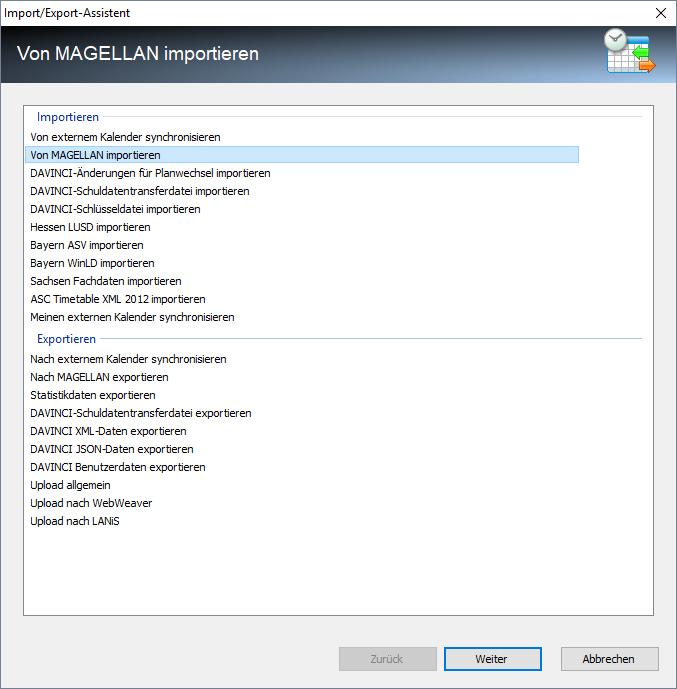 Import/Export-Assistent
Von MAGELLAN importieren
Importieren
Von externem Kalender synchronisieren
Von MAGELLAN importieren
DAVINCI-Änderungen für Planwechsel importieren
DAVINCI-Schuldatentransferdatei importieren
DAVINCI-Schlüsseldatei importieren
Hessen LUSD importieren
Bayern ASV importieren
Bayern WinLD importieren
Sachsen Fachdaten importieren
ASC Timetable XML 2012 importieren
Meinen externen Kalender synchronisieren
Exportieren
Nach externem Kalender synchronisieren
Nach MAGELLAN exportieren
Statistikdaten exportieren
DAVINCI-Schuldatentransferdatei exportieren
DAVINCI XML-Daten exportieren
DAVINCI JSON-Daten exportieren
DAVINCI Benutzerdaten exportieren
Upload allgemein
Upload nach WebWeaver
Upload nach LANiS
Zurück Weiter Abbrechen